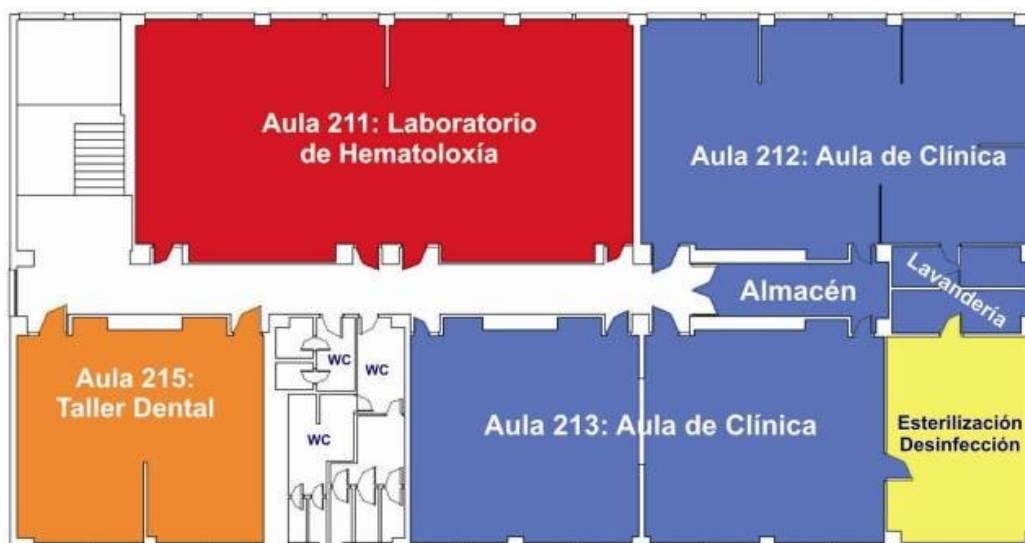 Aula 211: Laboratorio
de Hematoloxía
Aula 212: Aula de Clínica
Almacén
Lavandería
Aula 215:
Taller Dental
WC
WC
WC
Aula 213: Aula de Clínica
Esterilización
Desinfección